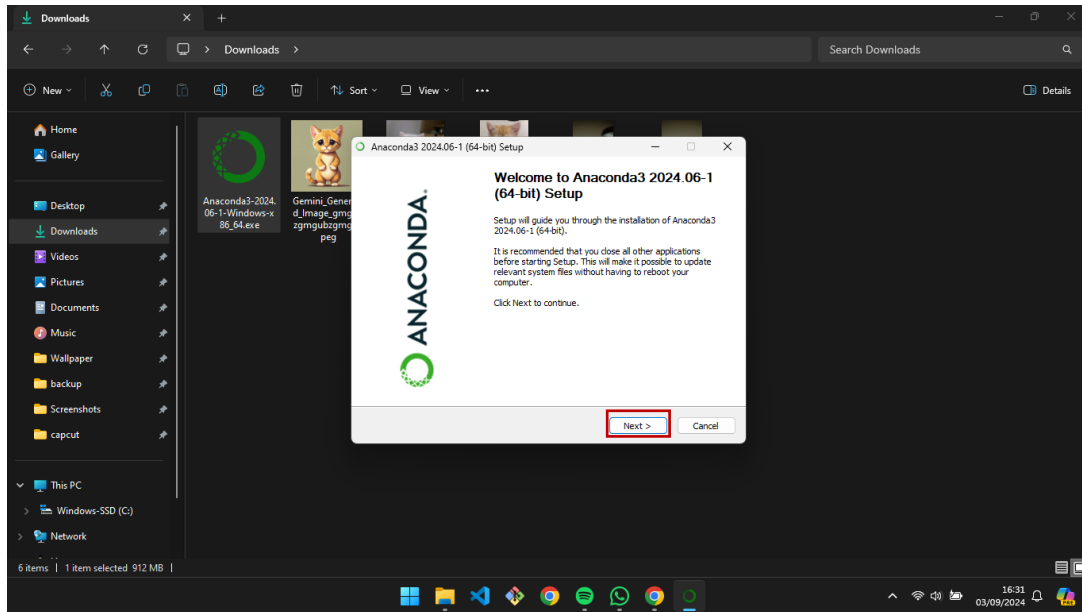 Downloads
Downloads
Search Downloads
New
Sort
View
Details
Home
Gallery
Desktop
Downloads
Videos
Pictures
Documents
Music
Wallpaper
backup
Screenshots
capcut
This PC
Windows-SSD (C:)
Network
Anaconda3-2024.
06-1-Windows-x
86_64.exe
Gemini_Gener
d_Image_gmg
zgmgubzgmg
peg
Anaconda3 2024.06-1 (64-bit) Setup
ANACONDA.
Welcome to Anaconda3 2024.06-1
(64-bit) Setup
Setup will guide you through the installation of Anaconda3
2024.06-1 (64-bit).
It is recommended that you close all other applications
before starting Setup. This will make it possible to update
relevant system files without having to reboot your
computer.
Click Next to continue.
Next >
Cancel
6 items
1 item selected 912 MB
16:31
03/09/2024
PRE